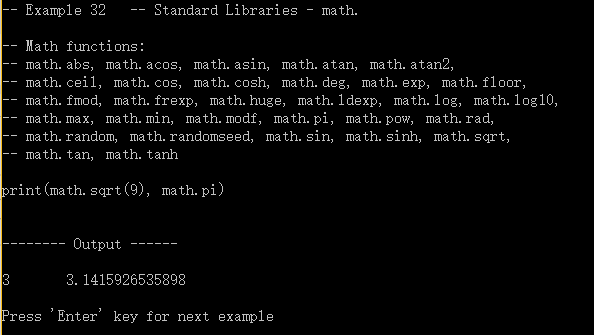 -- Example 32   -- Standard Libraries - math.
-- Math functions:
-- math.abs, math.acos, math.asin, math.atan, math.atan2,
-- math.ceil, math.cos, math.cosh, math.deg, math.exp, math.floor,
-- math.fmod, math.frexp, math.huge, math.ldexp, math.log, math.log10,
-- math.max, math.min, math.modf, math.pi, math.pow, math.rad,
-- math.random, math.randomseed, math.sin, math.sinh, math.sqrt,
-- math.tan, math.tanh
print(math.sqrt(9), math.pi)
-------- Output ------
3       3.1415926535898
Press 'Enter' key for next example